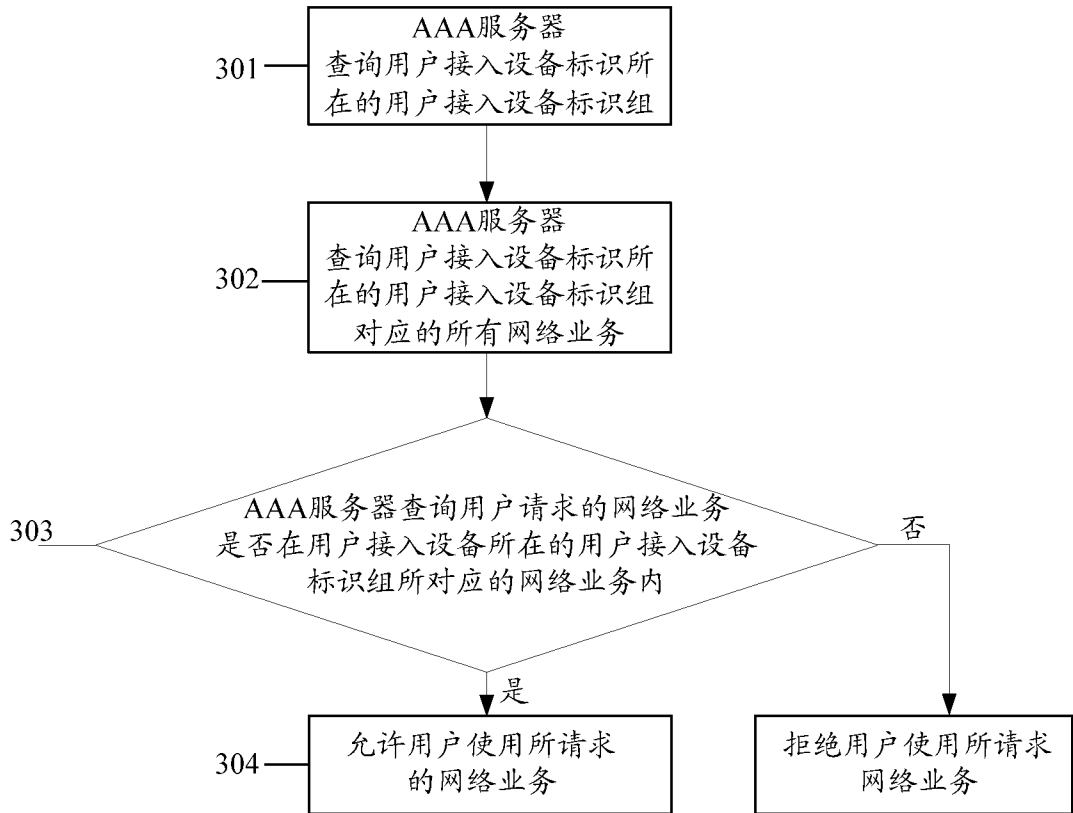 AAA服务器
查询用户接入设备标识所
在的用户接入设备标识组
301
AAA服务器
查询用户接入设备标识所
在的用户接入设备标识组
对应的所有网络业务
302
AAA服务器查询用户请求的网络业务
是否在用户接入设备所在的用户接入设备
标识组所对应的网络业务内
303
否
是
允许用户使用所请求
的网络业务
304
拒绝用户使用所请求
网络业务